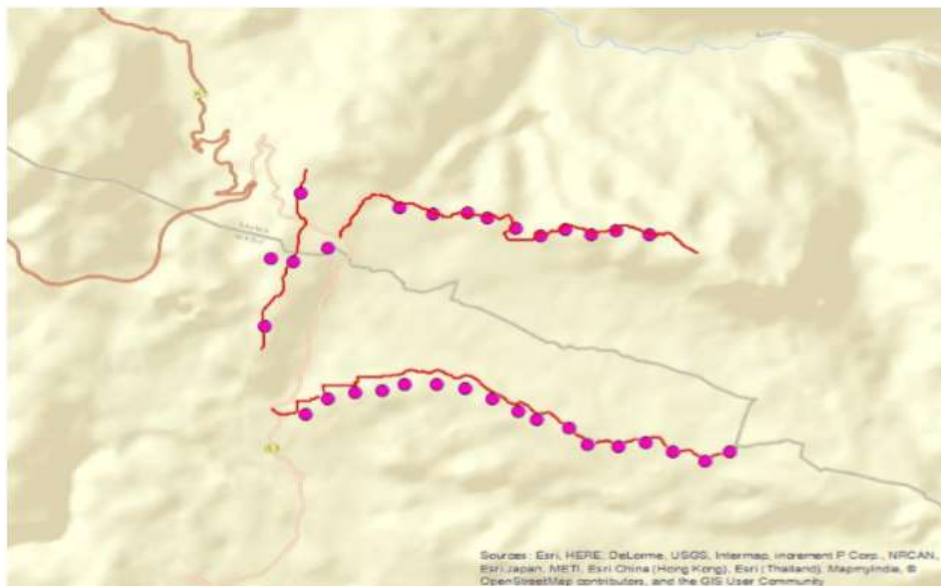 Sources: Esri, HERE, DeLorme, USGS, Intermap, increment P Corp., NRCAN,
Esri Japan, METI, Esri China (Hong Kong), Esri (Thailand), MapmyIndia, ©
OpenStreetMap contributors, and the GIS User Community